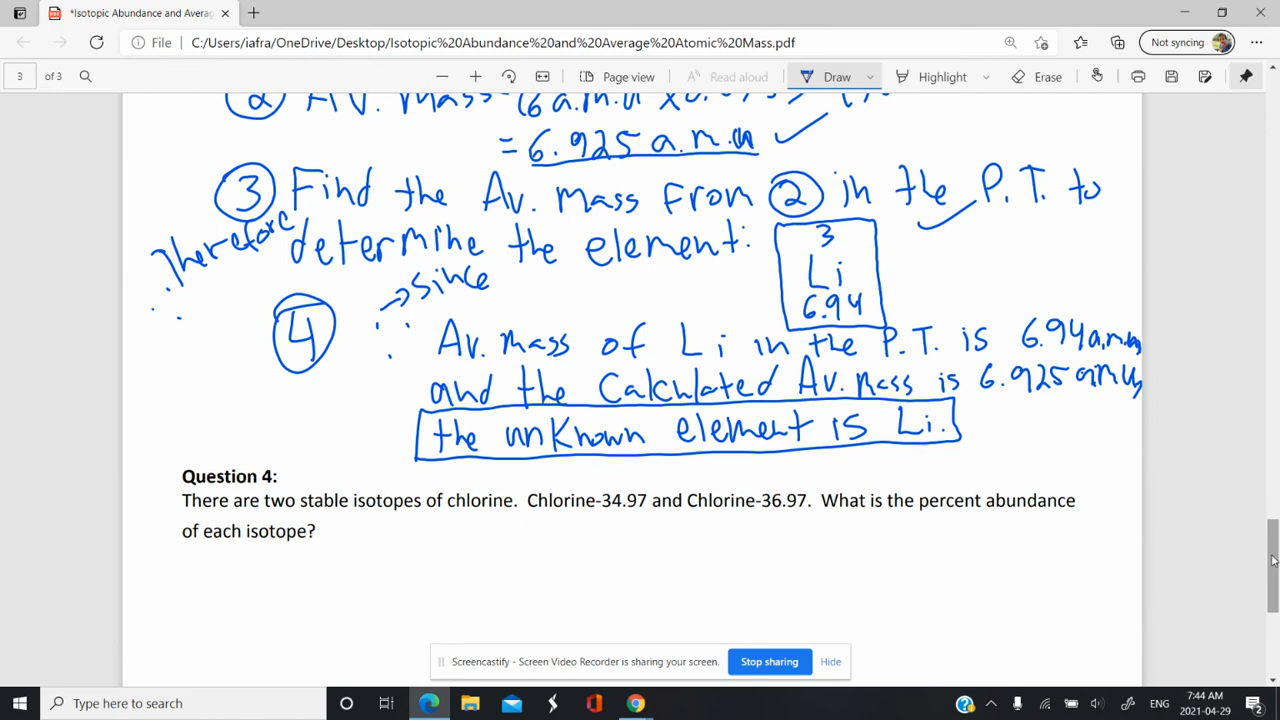 *Isotopic Abundance and Averag
File C:/Users/iafra/OneDrive/Desktop/Isotopic%20Abundance%20and%20Average%20Atomic%20Mass.pdf
Not syncing
3 of 3 Page view Read aloud Draw Highlight Erase
2 Av. Mass
= 6.925 a.m.u
3 Find the Av. Mass From 2 in the P.T. to
Therefore determine the element:
3
Li
6.94
→ Since
4 ∵ Av. Mass of Li in the P.T. is 6.94 a.m.u
and the Calculated Av. Mass is 6.925 amu,
the unknown element is Li.
Question 4:
There are two stable isotopes of chlorine. Chlorine-34.97 and Chlorine-36.97. What is the percent abundance
of each isotope?
Screencastify - Screen Video Recorder is sharing your screen. Stop sharing Hide
Type here to search
ENG
7:44 AM
2021-04-29
2